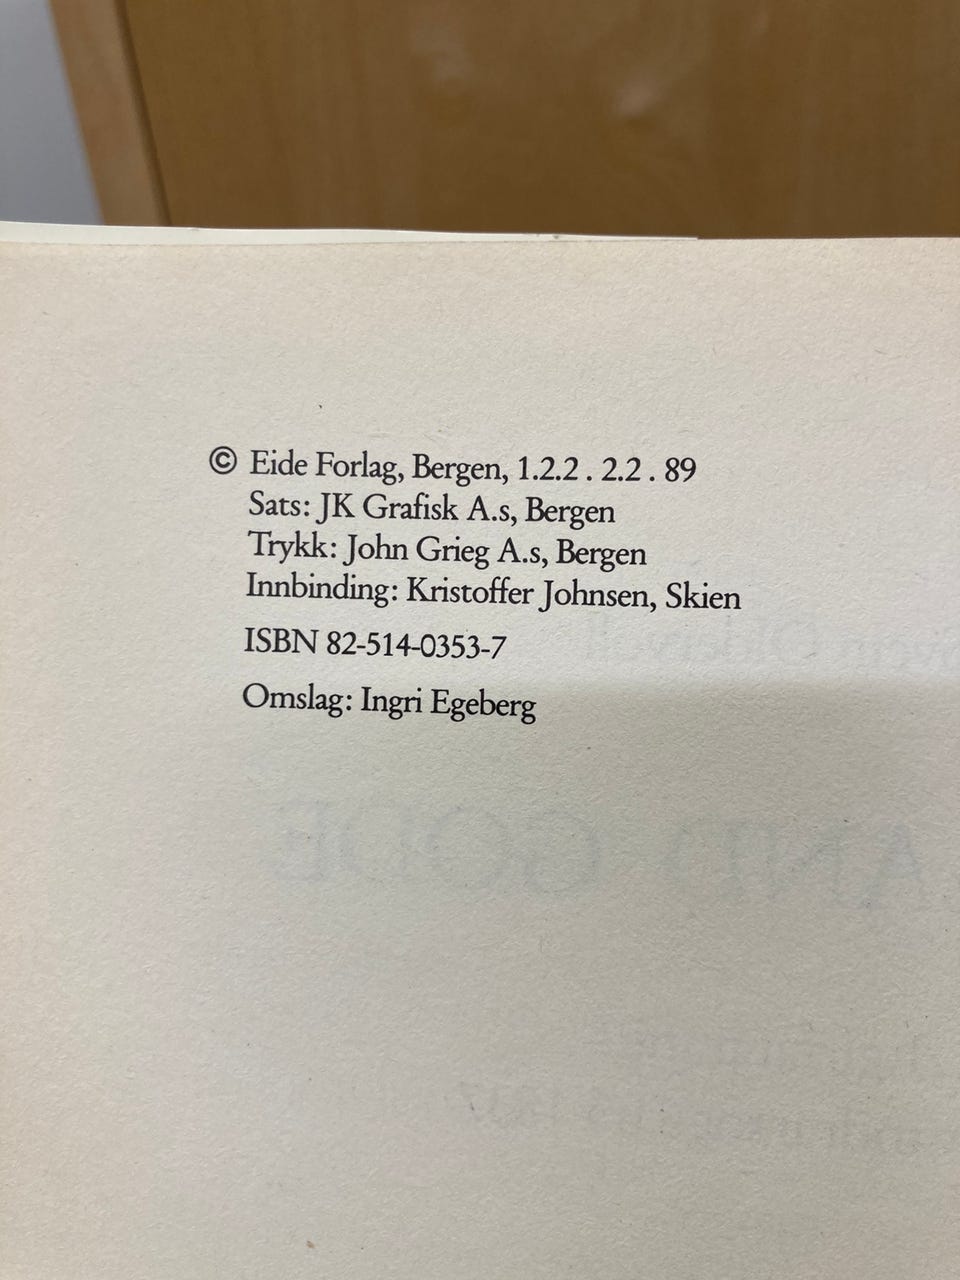 © Eide Forlag, Bergen, 1.2.2 . 2.2 . 89
Sats: JK Grafisk A.s, Bergen
Trykk: John Grieg A.s, Bergen
Innbinding: Kristoffer Johnsen, Skien
ISBN 82-514-0353-7
Omslag: Ingri Egeberg